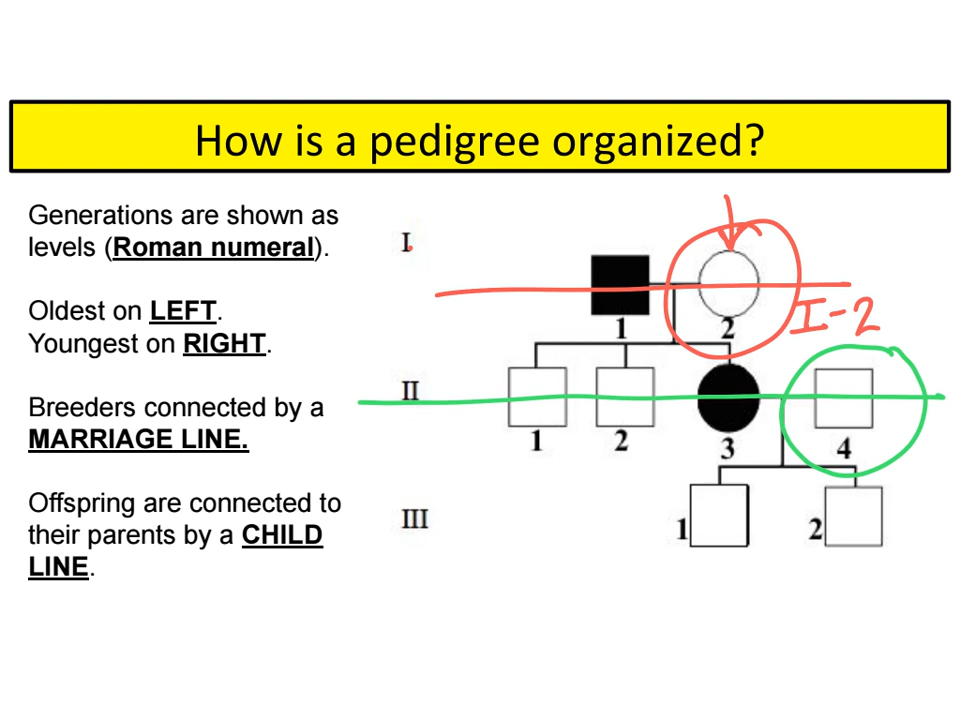 How is a pedigree organized?
Generations are shown as
levels (Roman numeral).
Oldest on LEFT.
Youngest on RIGHT.
Breeders connected by a
MARRIAGE LINE.
Offspring are connected to
their parents by a CHILD
LINE.
I
1 2
I-2
II
1 2 3 4
III
1 2